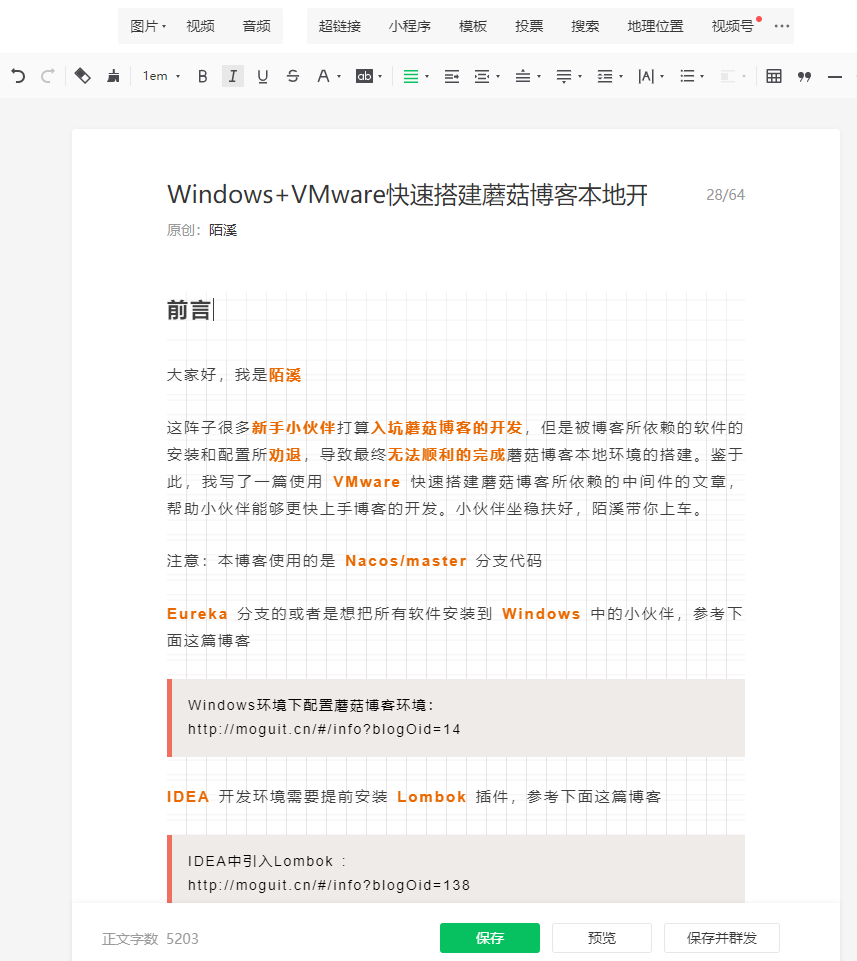 图片 视频 音频 超链接 小程序 模板 投票 搜索 地理位置 视频号 ···
1em B I U S A ab |A|
Windows+VMware快速搭建蘑菇博客本地开 28/64
原创： 陌溪
前言
大家好，我是陌溪
这阵子很多新手小伙伴打算入坑蘑菇博客的开发，但是被博客所依赖的软件的
安装和配置所劝退，导致最终无法顺利的完成蘑菇博客本地环境的搭建。鉴于
此，我写了一篇使用 VMware 快速搭建蘑菇博客所依赖的中间件的文章，
帮助小伙伴能够更快上手博客的开发。小伙伴坐稳扶好，陌溪带你上车。
注意：本博客使用的是 Nacos/master 分支代码
Eureka 分支的或者是想把所有软件安装到 Windows 中的小伙伴，参考下
面这篇博客
Windows环境下配置蘑菇博客环境：
http://moguit.cn/#/info?blogOid=14
IDEA 开发环境需要提前安装 Lombok 插件，参考下面这篇博客
IDEA中引入Lombok ：
http://moguit.cn/#/info?blogOid=138
正文字数 5203 保存 预览 保存并群发